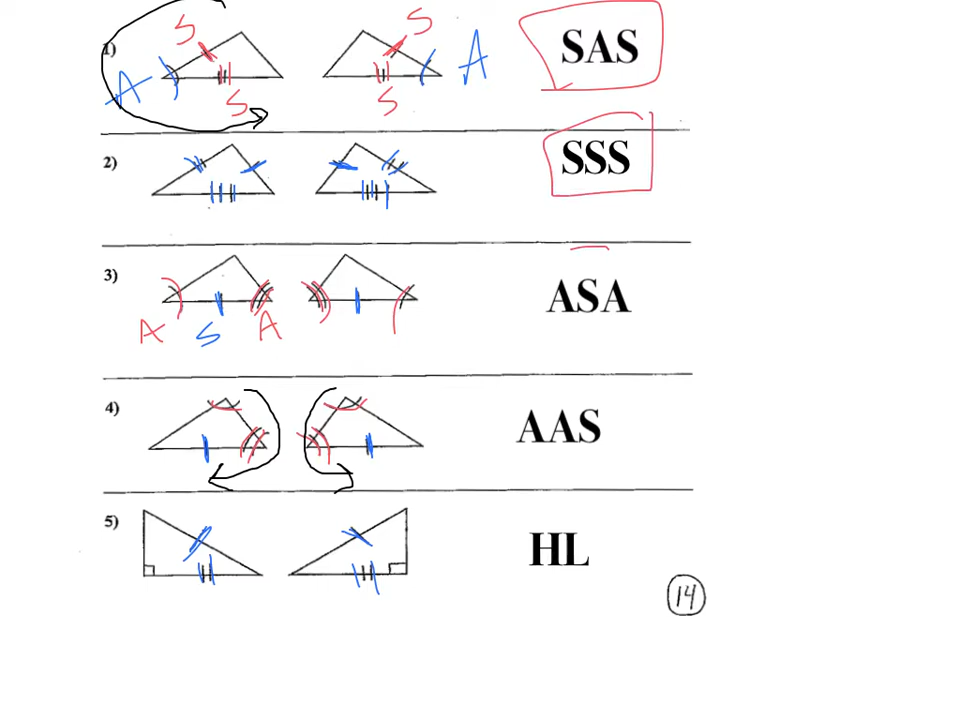 S S
1) A A SAS
S S
2) SSS
3) ASA
A S A
4) AAS
5) HL
14